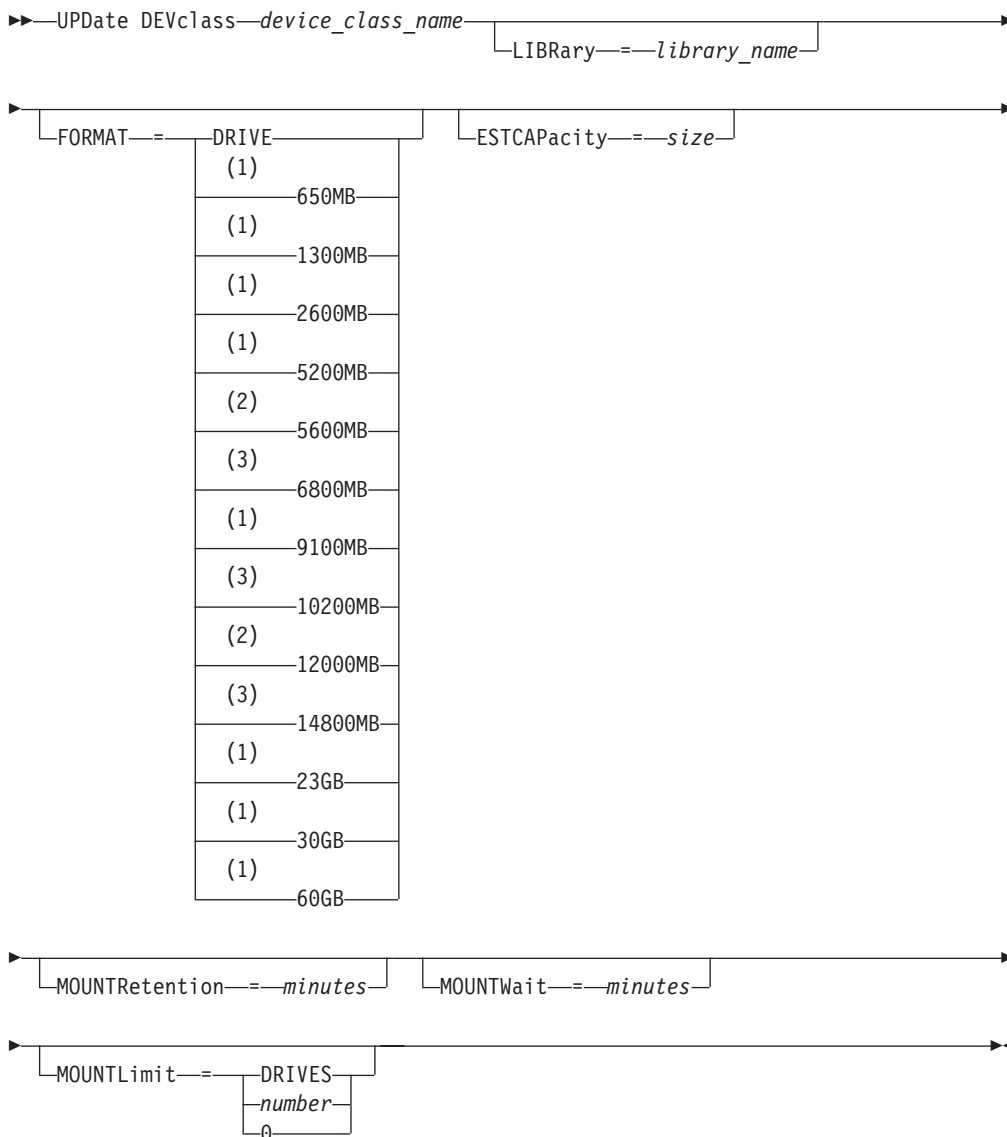 UPDate DEVclass device_class_name
LIBRary = library_name
FORMAT = DRIVE ESTCAPacity = size
(1)
650MB
(1)
1300MB
(1)
2600MB
(1)
5200MB
(2)
5600MB
(3)
6800MB
(1)
9100MB
(3)
10200MB
(2)
12000MB
(3)
14800MB
(1)
23GB
(1)
30GB
(1)
60GB
MOUNTRetention = minutes MOUNTWait = minutes
MOUNTLimit = DRIVES
number
0